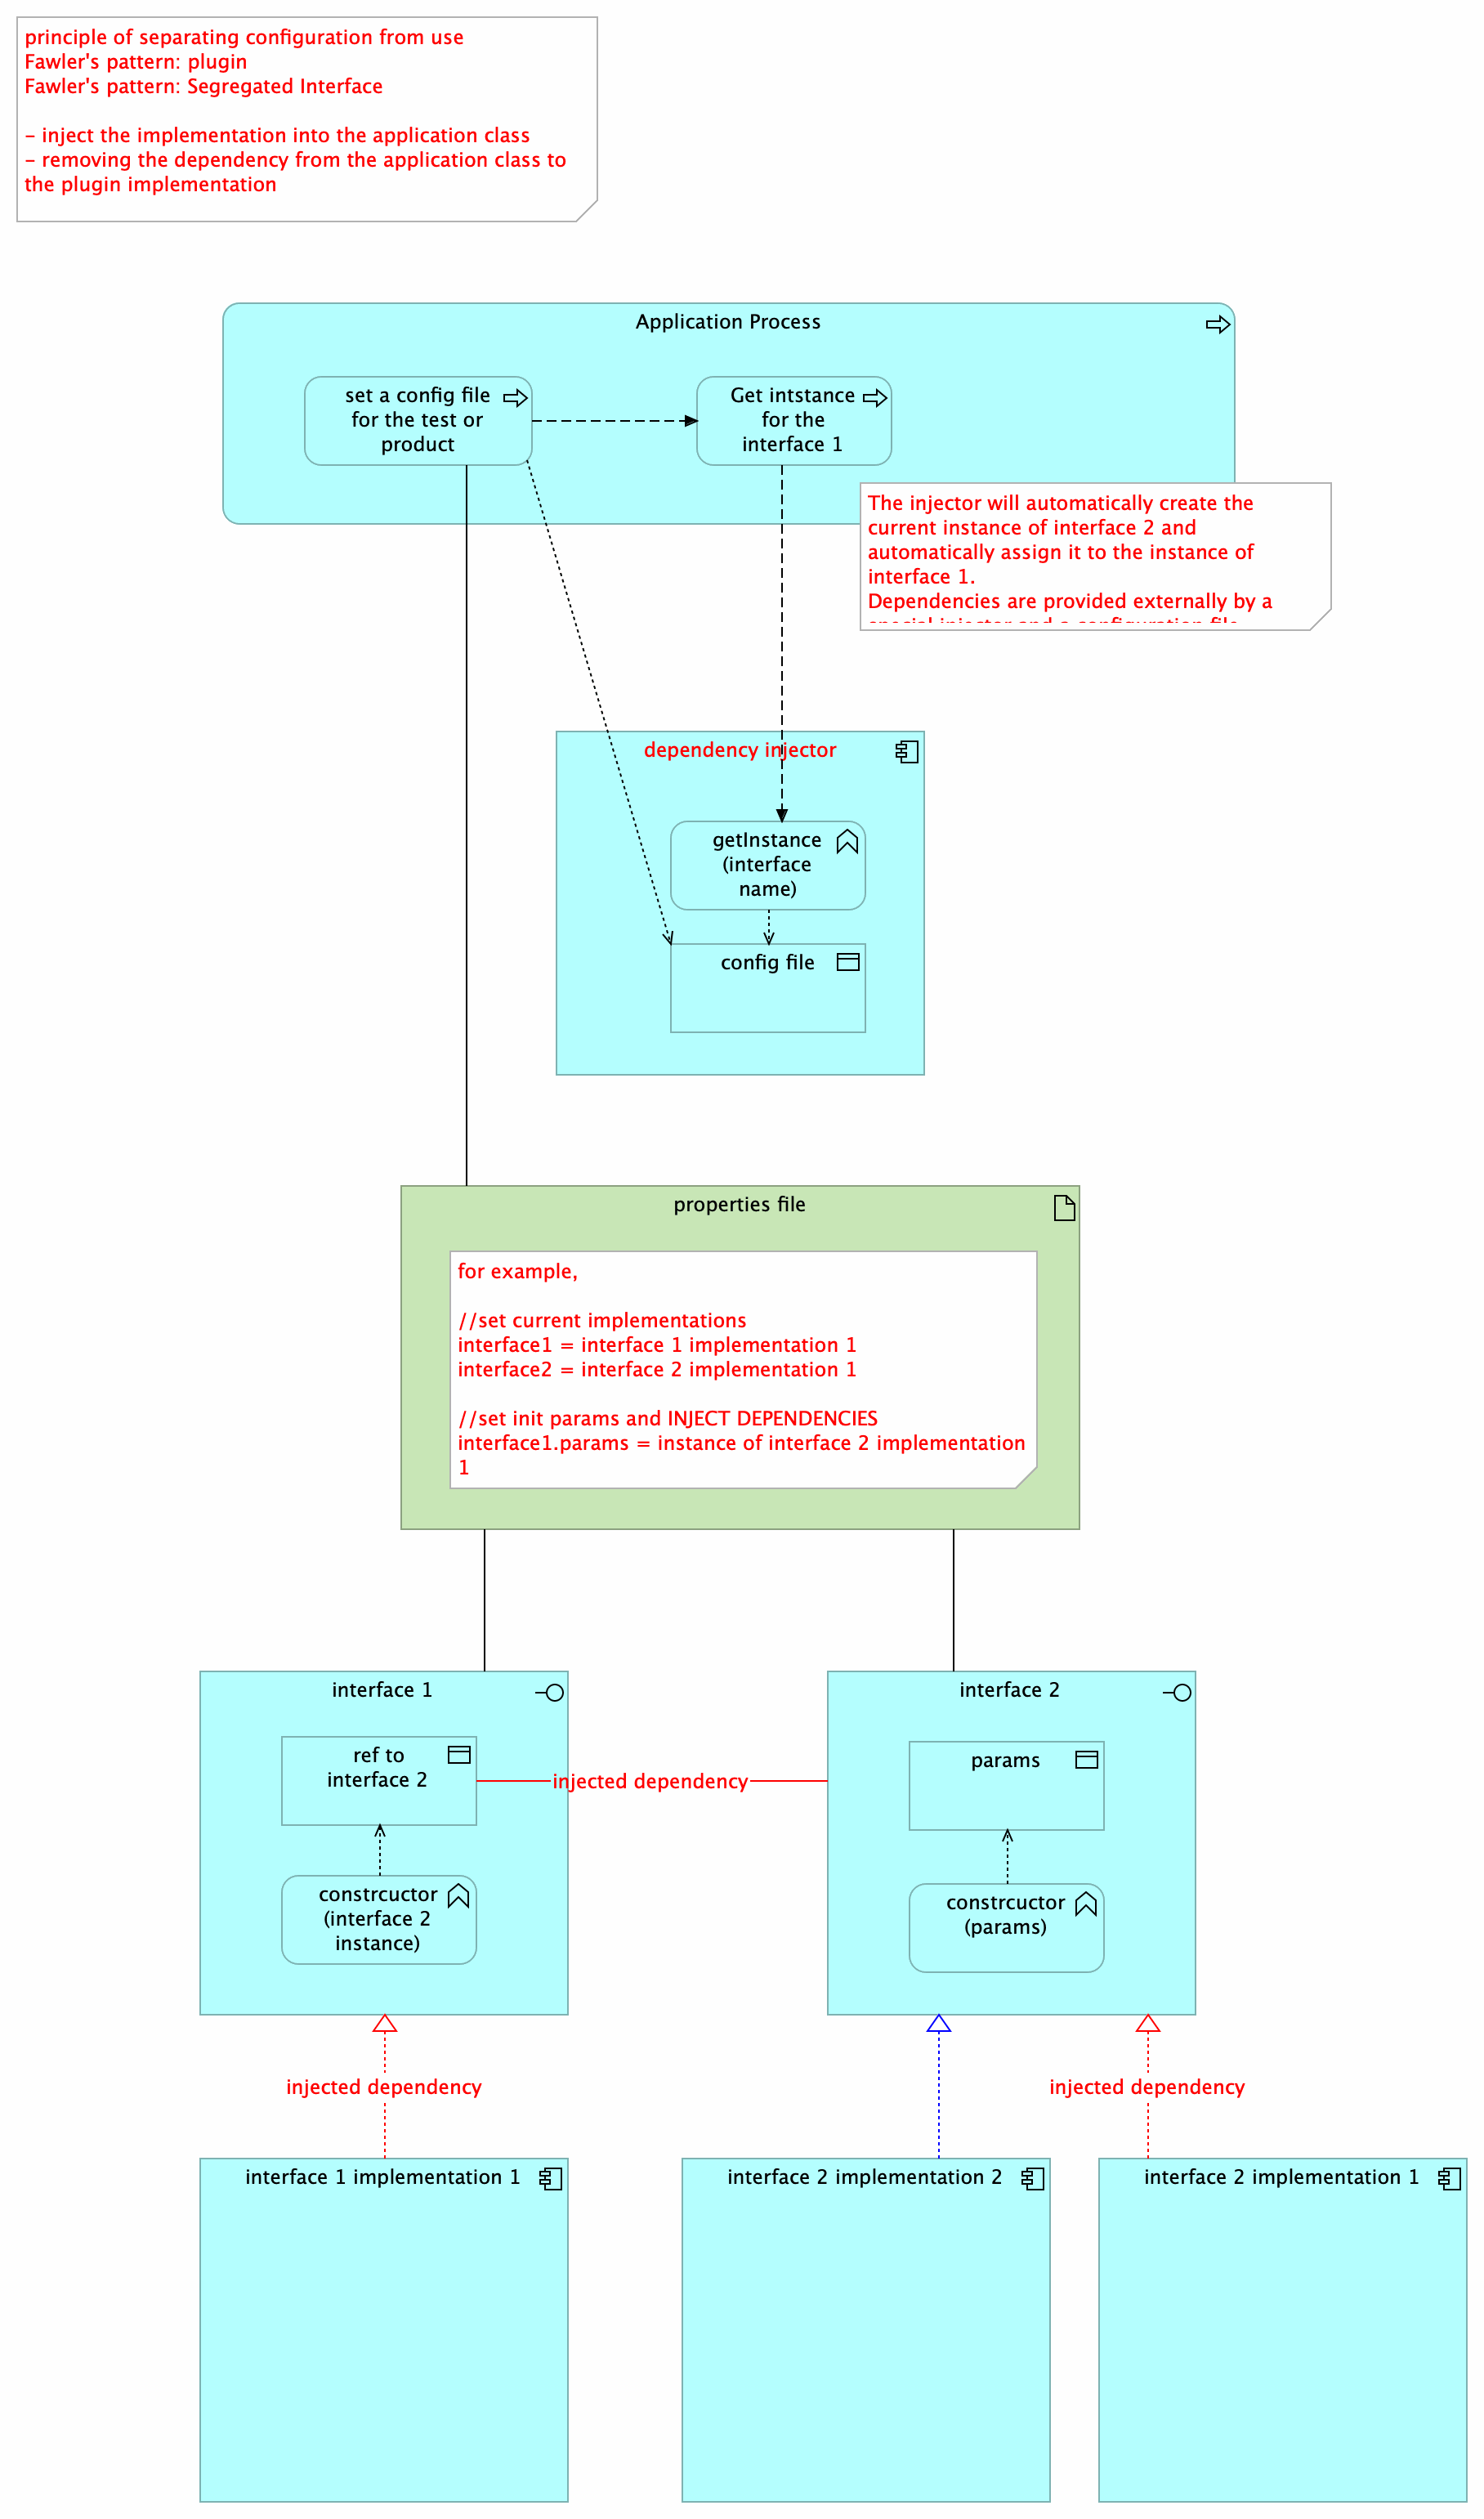 principle of separating configuration from use
Fawler's pattern: plugin
Fawler's pattern: Segregated Interface
- inject the implementation into the application class
- removing the dependency from the application class to
the plugin implementation
Application Process
set a config file
for the test or
product
Get intstance
for the
interface 1
The injector will automatically create the
current instance of interface 2 and
automatically assign it to the instance of
interface 1.
Dependencies are provided externally by a
special injector and a configuration file
dependency injector
getInstance
(interface
name)
config file
properties file
for example,
//set current implementations
interface1 = interface 1 implementation 1
interface2 = interface 2 implementation 1
//set init params and INJECT DEPENDENCIES
interface1.params = instance of interface 2 implementation
1
interface 1
ref to
interface 2
constrcuctor
(interface 2
instance)
injected dependency
interface 2
params
constrcuctor
(params)
injected dependency
injected dependency
interface 1 implementation 1
interface 2 implementation 2
interface 2 implementation 1